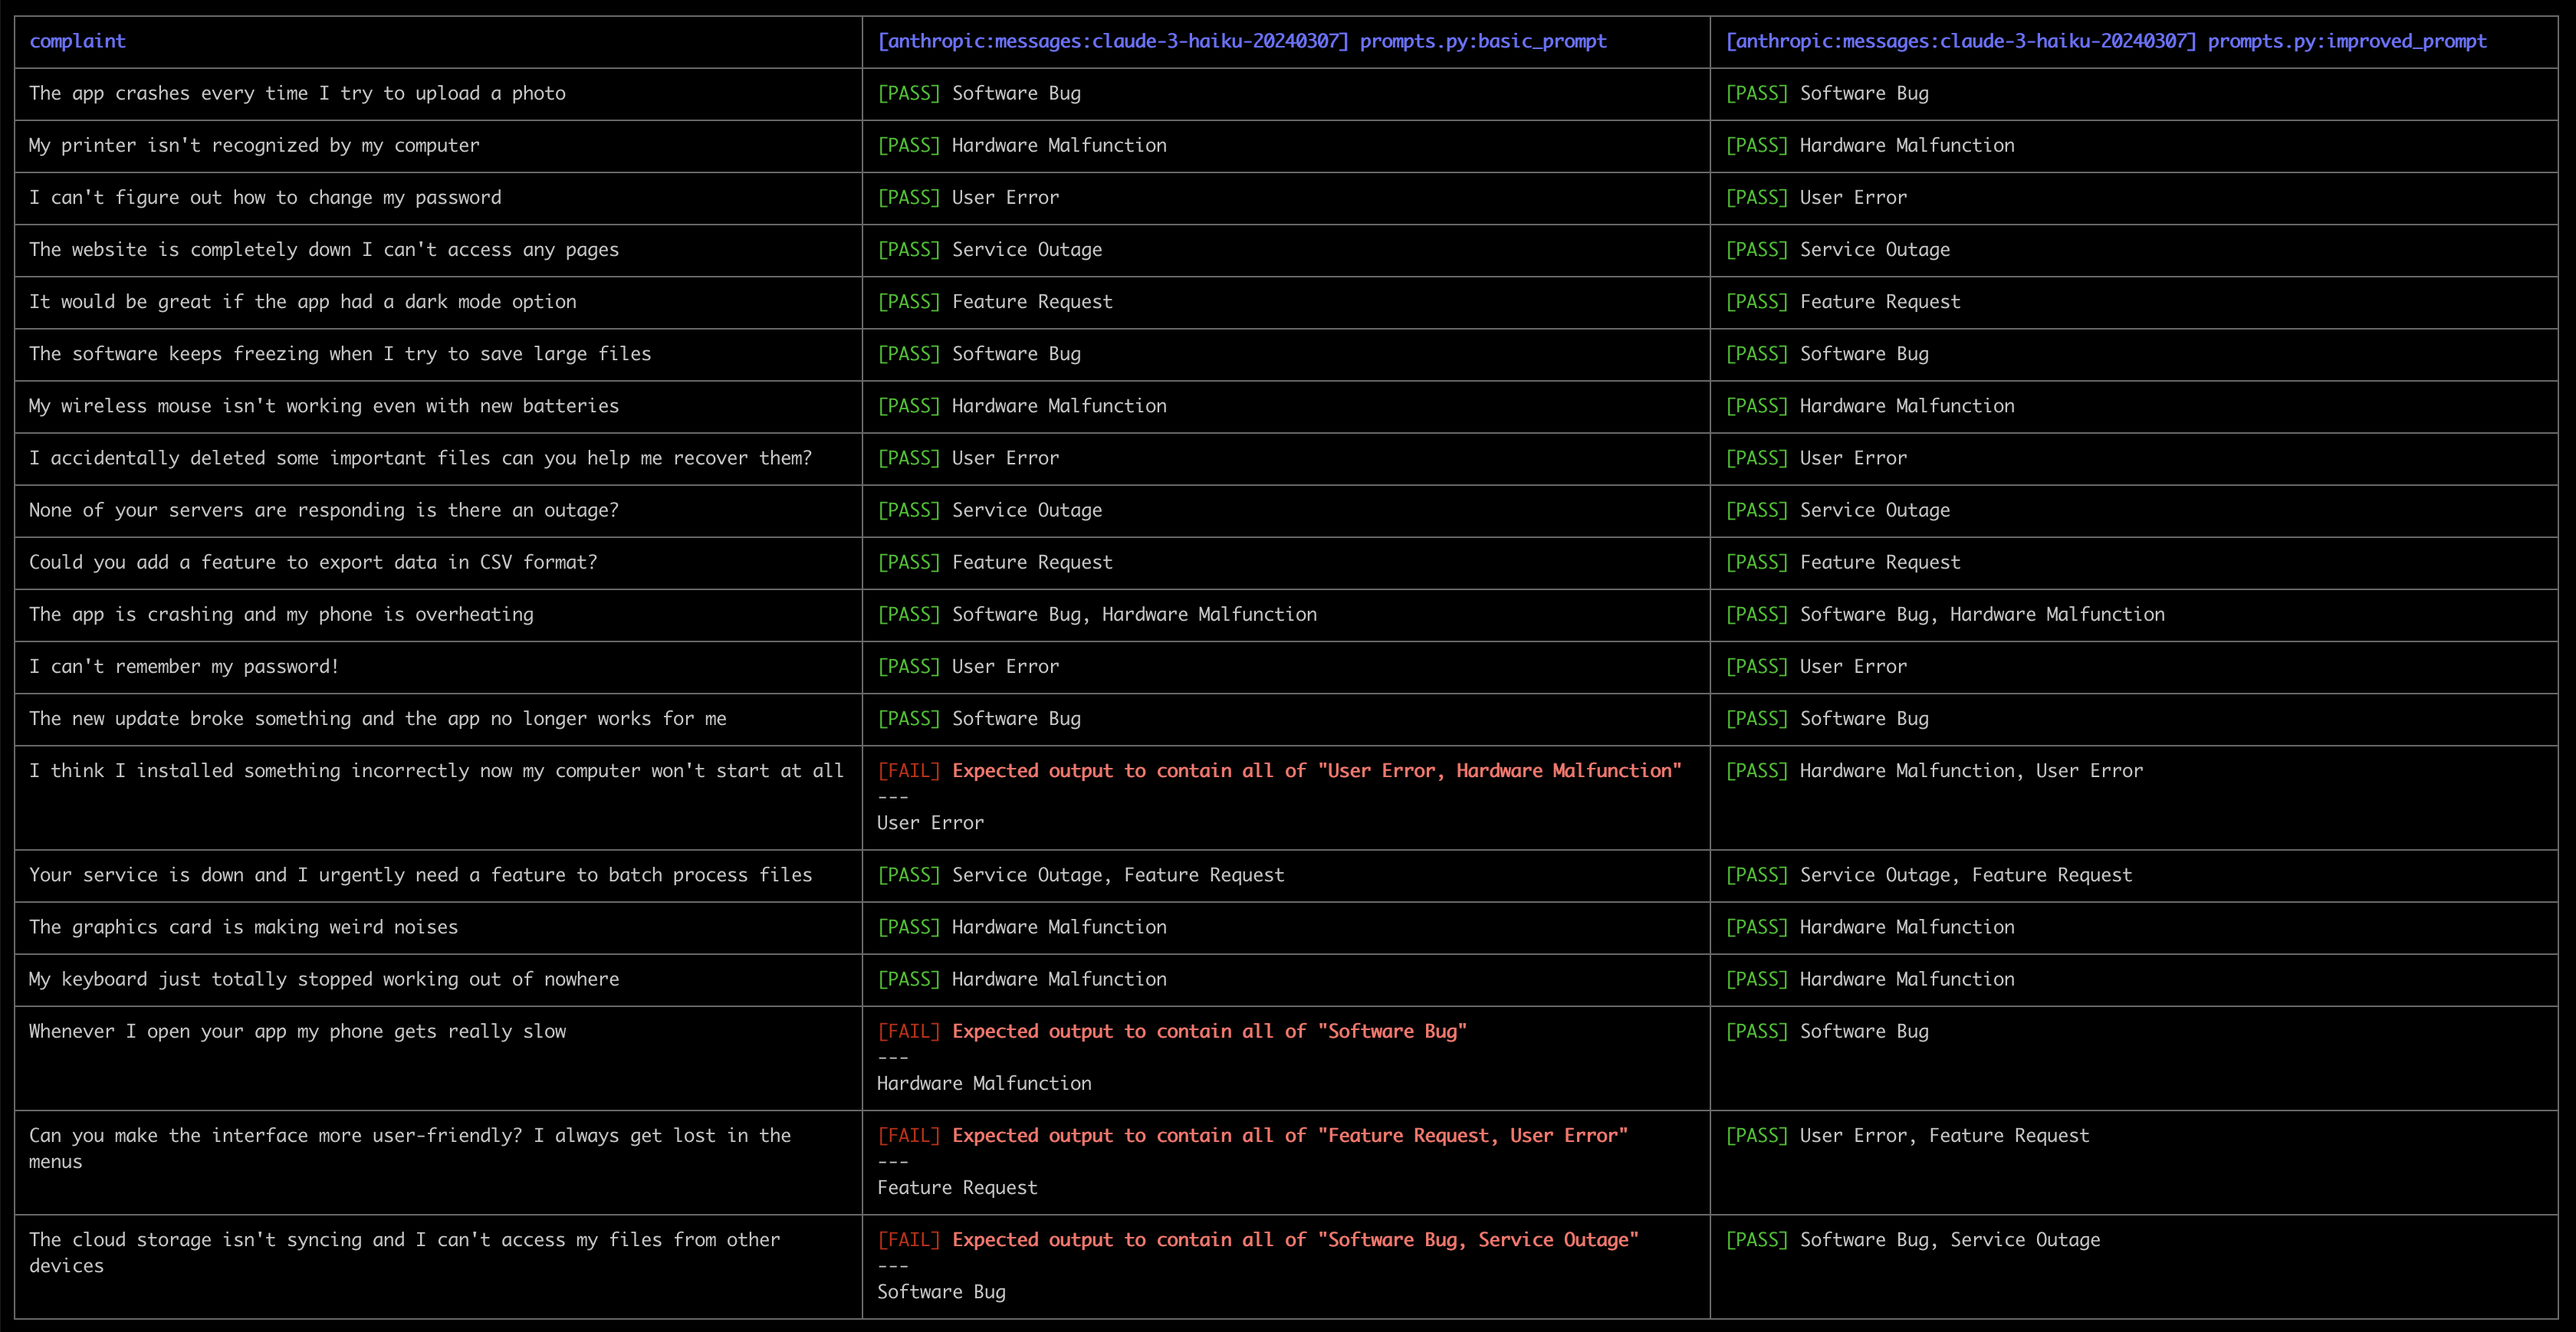 complaint
[anthropic:messages:claude-3-haiku-20240307] prompts.py:basic_prompt
[anthropic:messages:claude-3-haiku-20240307] prompts.py:improved_prompt
The app crashes every time I try to upload a photo
[PASS] Software Bug
[PASS] Software Bug
My printer isn't recognized by my computer
[PASS] Hardware Malfunction
[PASS] Hardware Malfunction
I can't figure out how to change my password
[PASS] User Error
[PASS] User Error
The website is completely down I can't access any pages
[PASS] Service Outage
[PASS] Service Outage
It would be great if the app had a dark mode option
[PASS] Feature Request
[PASS] Feature Request
The software keeps freezing when I try to save large files
[PASS] Software Bug
[PASS] Software Bug
My wireless mouse isn't working even with new batteries
[PASS] Hardware Malfunction
[PASS] Hardware Malfunction
I accidentally deleted some important files can you help me recover them?
[PASS] User Error
[PASS] User Error
None of your servers are responding is there an outage?
[PASS] Service Outage
[PASS] Service Outage
Could you add a feature to export data in CSV format?
[PASS] Feature Request
[PASS] Feature Request
The app is crashing and my phone is overheating
[PASS] Software Bug, Hardware Malfunction
[PASS] Software Bug, Hardware Malfunction
I can't remember my password!
[PASS] User Error
[PASS] User Error
The new update broke something and the app no longer works for me
[PASS] Software Bug
[PASS] Software Bug
I think I installed something incorrectly now my computer won't start at all
[FAIL] Expected output to contain all of "User Error, Hardware Malfunction"
---
User Error
[PASS] Hardware Malfunction, User Error
Your service is down and I urgently need a feature to batch process files
[PASS] Service Outage, Feature Request
[PASS] Service Outage, Feature Request
The graphics card is making weird noises
[PASS] Hardware Malfunction
[PASS] Hardware Malfunction
My keyboard just totally stopped working out of nowhere
[PASS] Hardware Malfunction
[PASS] Hardware Malfunction
Whenever I open your app my phone gets really slow
[FAIL] Expected output to contain all of "Software Bug"
---
Hardware Malfunction
[PASS] Software Bug
Can you make the interface more user-friendly? I always get lost in the
menus
[FAIL] Expected output to contain all of "Feature Request, User Error"
---
Feature Request
[PASS] User Error, Feature Request
The cloud storage isn't syncing and I can't access my files from other
devices
[FAIL] Expected output to contain all of "Software Bug, Service Outage"
---
Software Bug
[PASS] Software Bug, Service Outage